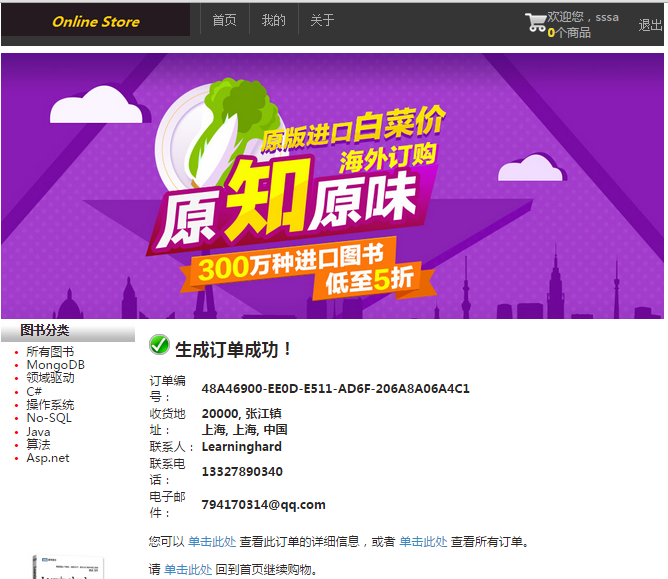 Online Store
首页
我的
关于
欢迎您，sssa
0个商品
退出
原版进口白菜价
海外订购
原知原味
300万种进口图书
低至5折
图书分类
所有图书
MongoDB
领域驱动
C#
操作系统
No-SQL
Java
算法
Asp.net
生成订单成功！
订单编号：
48A46900-EE0D-E511-AD6F-206A8A06A4C1
收货地址：
20000, 张江镇
上海, 上海, 中国
联系人：
Learninghard
联系电话：
13327890340
电子邮件：
794170314@qq.com
您可以 单击此处 查看此订单的详细信息，或者 单击此处 查看所有订单。
请 单击此处 回到首页继续购物。